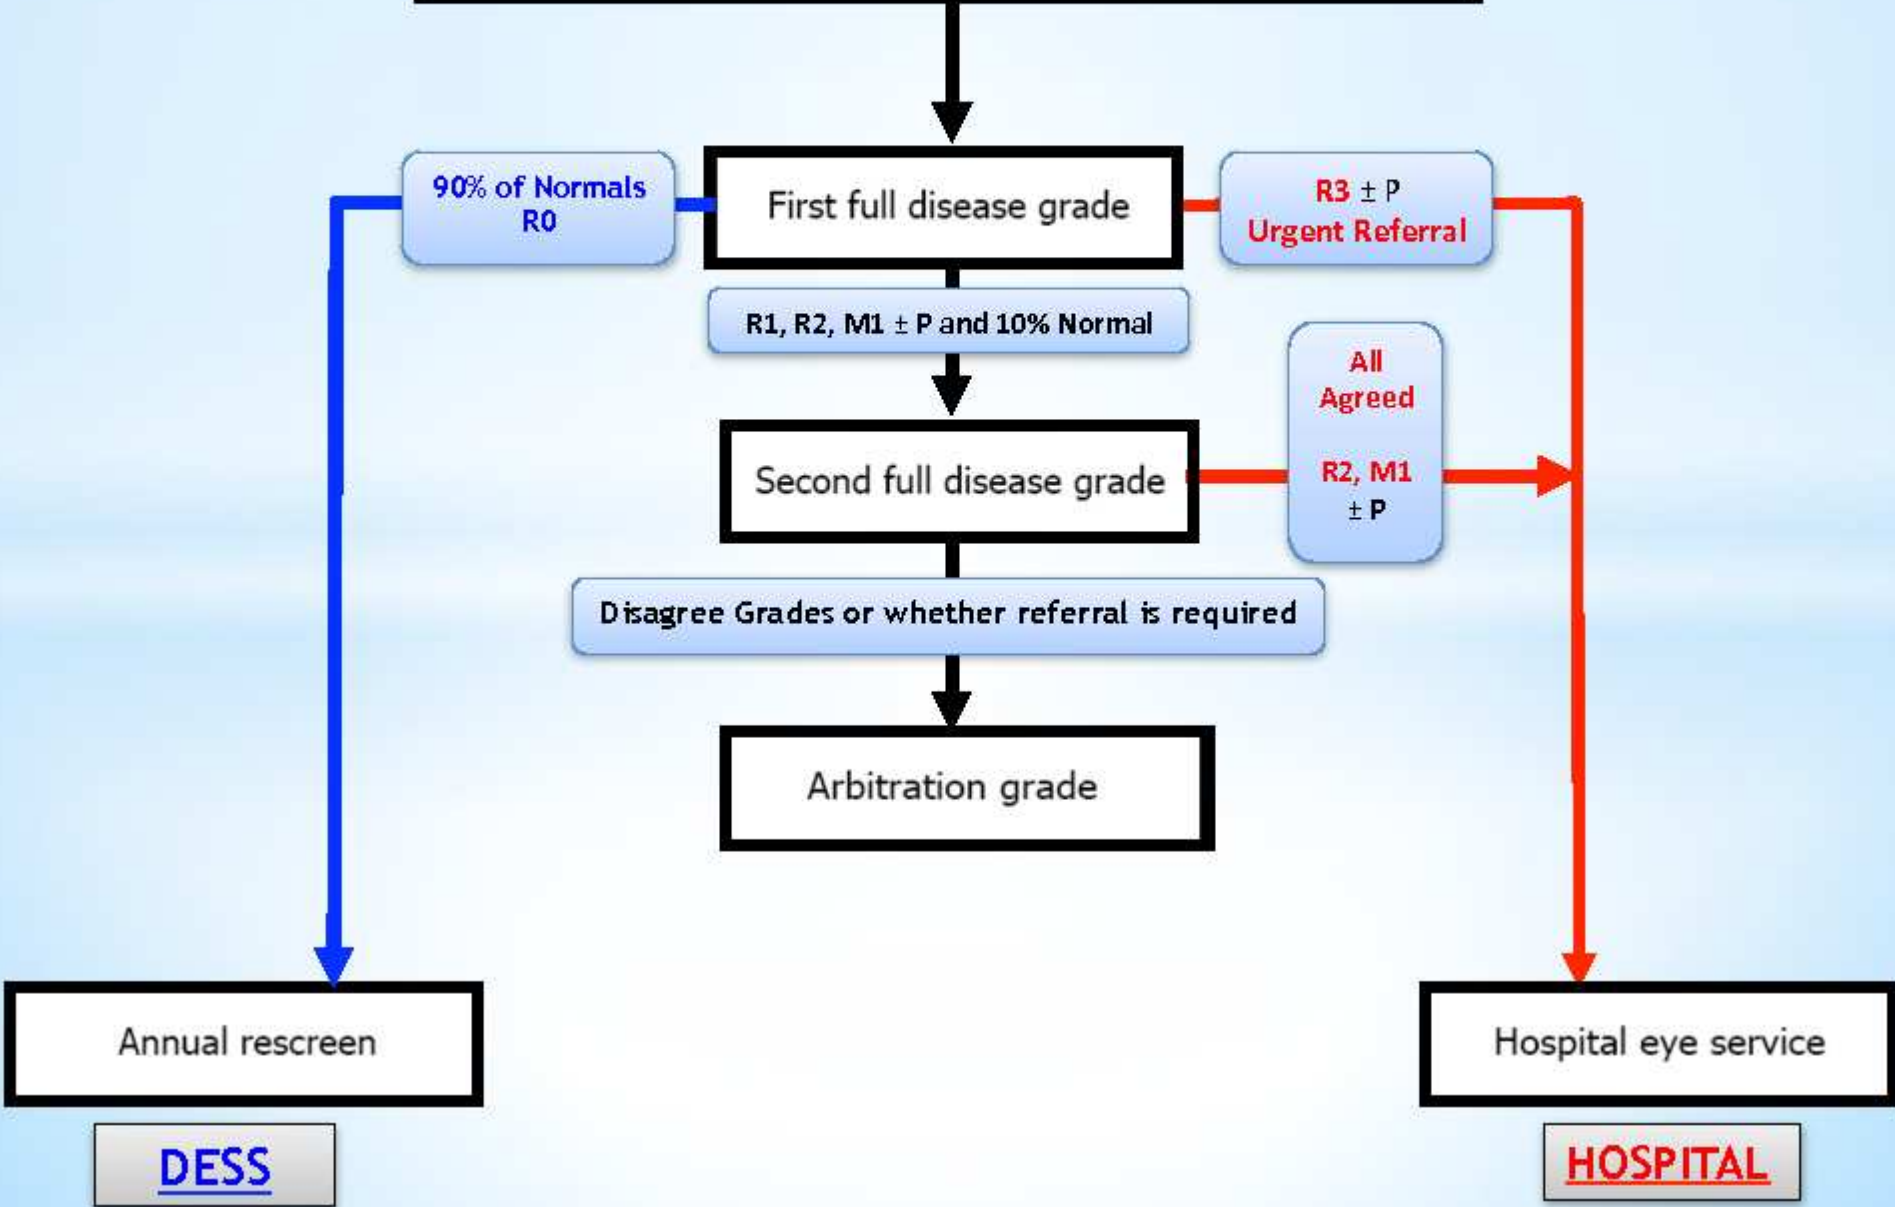 90% of Normals
R0
First full disease grade
R3 ± P
Urgent Referral
R1, R2, M1 ± P and 10% Normal
All
Agreed
R2, M1
± P
Second full disease grade
Disagree Grades or whether referral is required
Arbitration grade
Annual rescreen
Hospital eye service
DESS
HOSPITAL